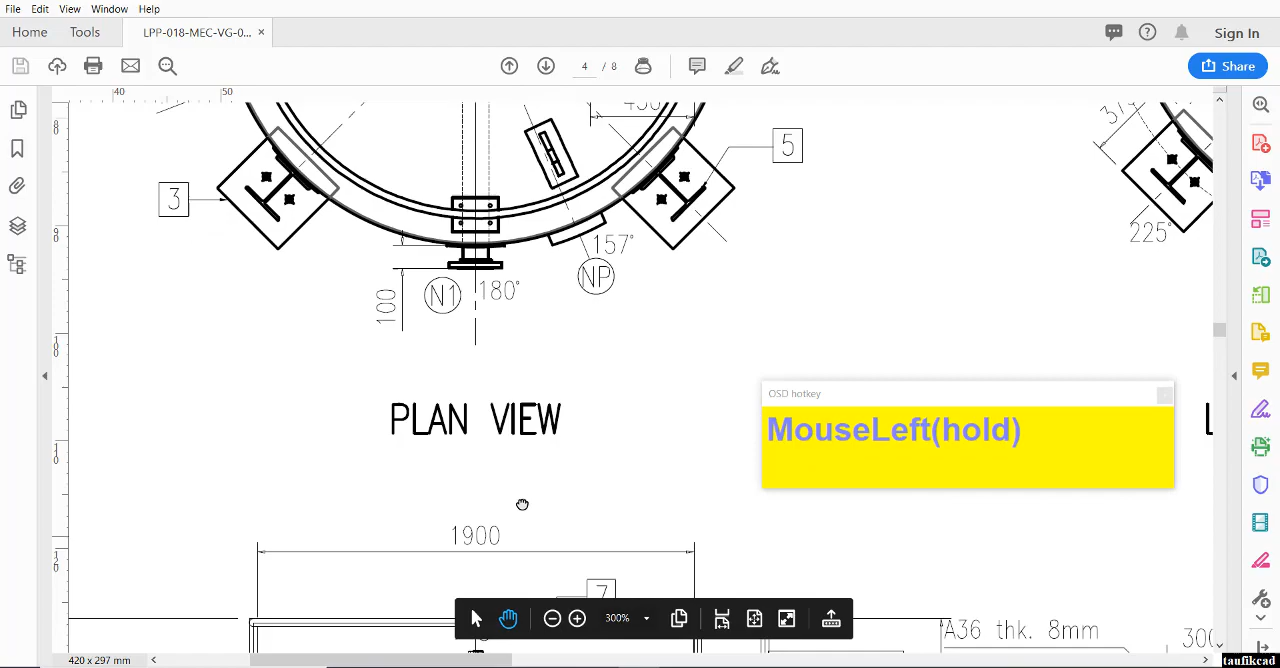 File Edit View Window Help
Home Tools LPP-018-MEC-VG-0... × Sign In
4 / 8 Share
40 50
3
5
157°
NP
N1 180°
100
225°
PLAN VIEW
OSD hotkey
MouseLeft(hold)
1900
7
300%
A36 thk. 8mm
300
420 x 297 mm
taufikcad